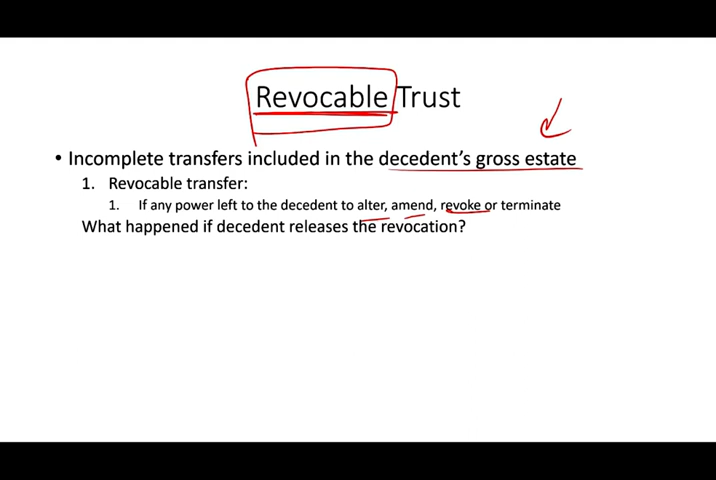 Revocable Trust
• Incomplete transfers included in the decedent's gross estate
1. Revocable transfer:
1. If any power left to the decedent to alter, amend, revoke or terminate
What happened if decedent releases the revocation?